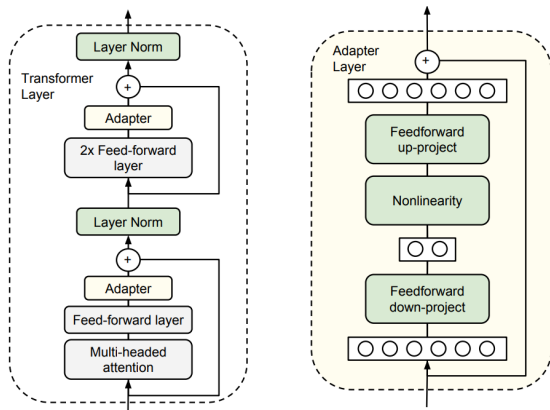 Layer Norm
Transformer
Layer
+
Adapter
2x Feed-forward
layer
Layer Norm
+
Adapter
Feed-forward layer
Multi-headed
attention
Adapter
Layer
+
Feedforward
up-project
Nonlinearity
Feedforward
down-project